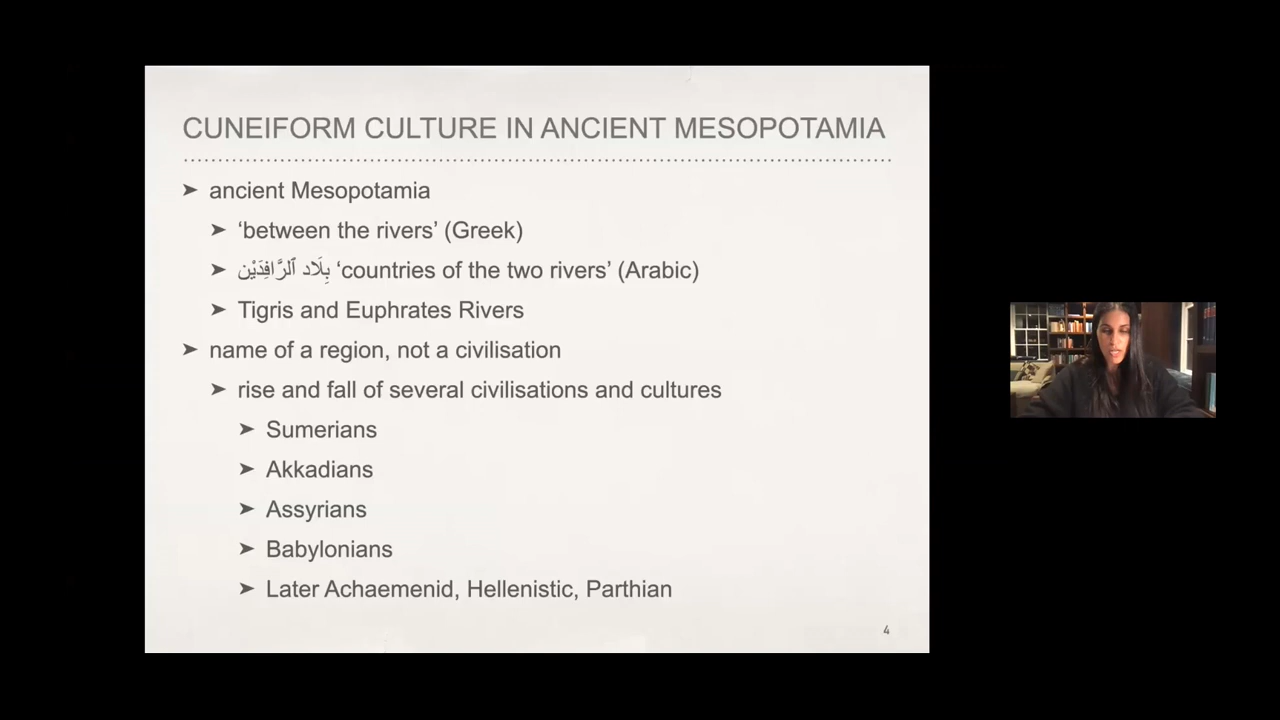 CUNEIFORM CULTURE IN ANCIENT MESOPOTAMIA
➤ ancient Mesopotamia
➤ ‘between the rivers’ (Greek)
➤ بِلَاد ٱلرَّافِدَيْن ‘countries of the two rivers’ (Arabic)
➤ Tigris and Euphrates Rivers
➤ name of a region, not a civilisation
➤ rise and fall of several civilisations and cultures
➤ Sumerians
➤ Akkadians
➤ Assyrians
➤ Babylonians
➤ Later Achaemenid, Hellenistic, Parthian
4